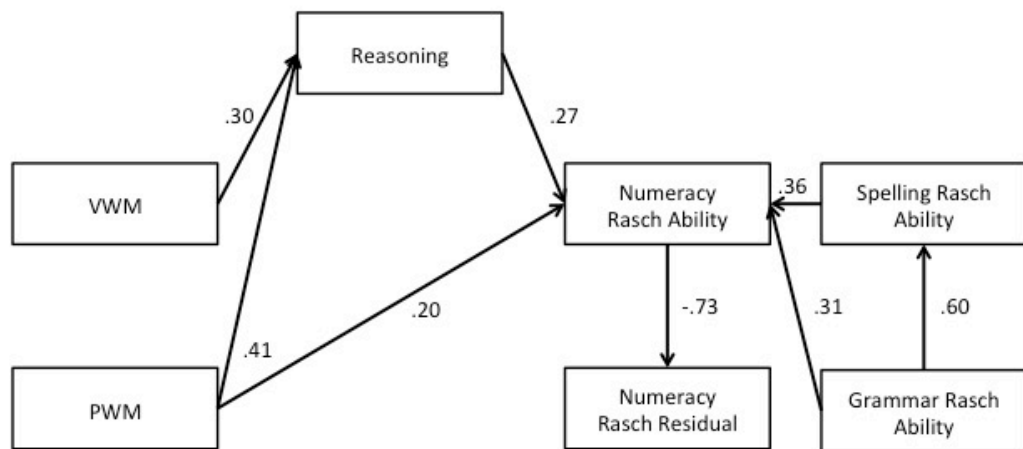 Reasoning
.30
.27
VWM
Numeracy
Rasch Ability
.36
Spelling Rasch
Ability
.20
-.73
.31
.60
.41
PWM
Numeracy
Rasch Residual
Grammar Rasch
Ability